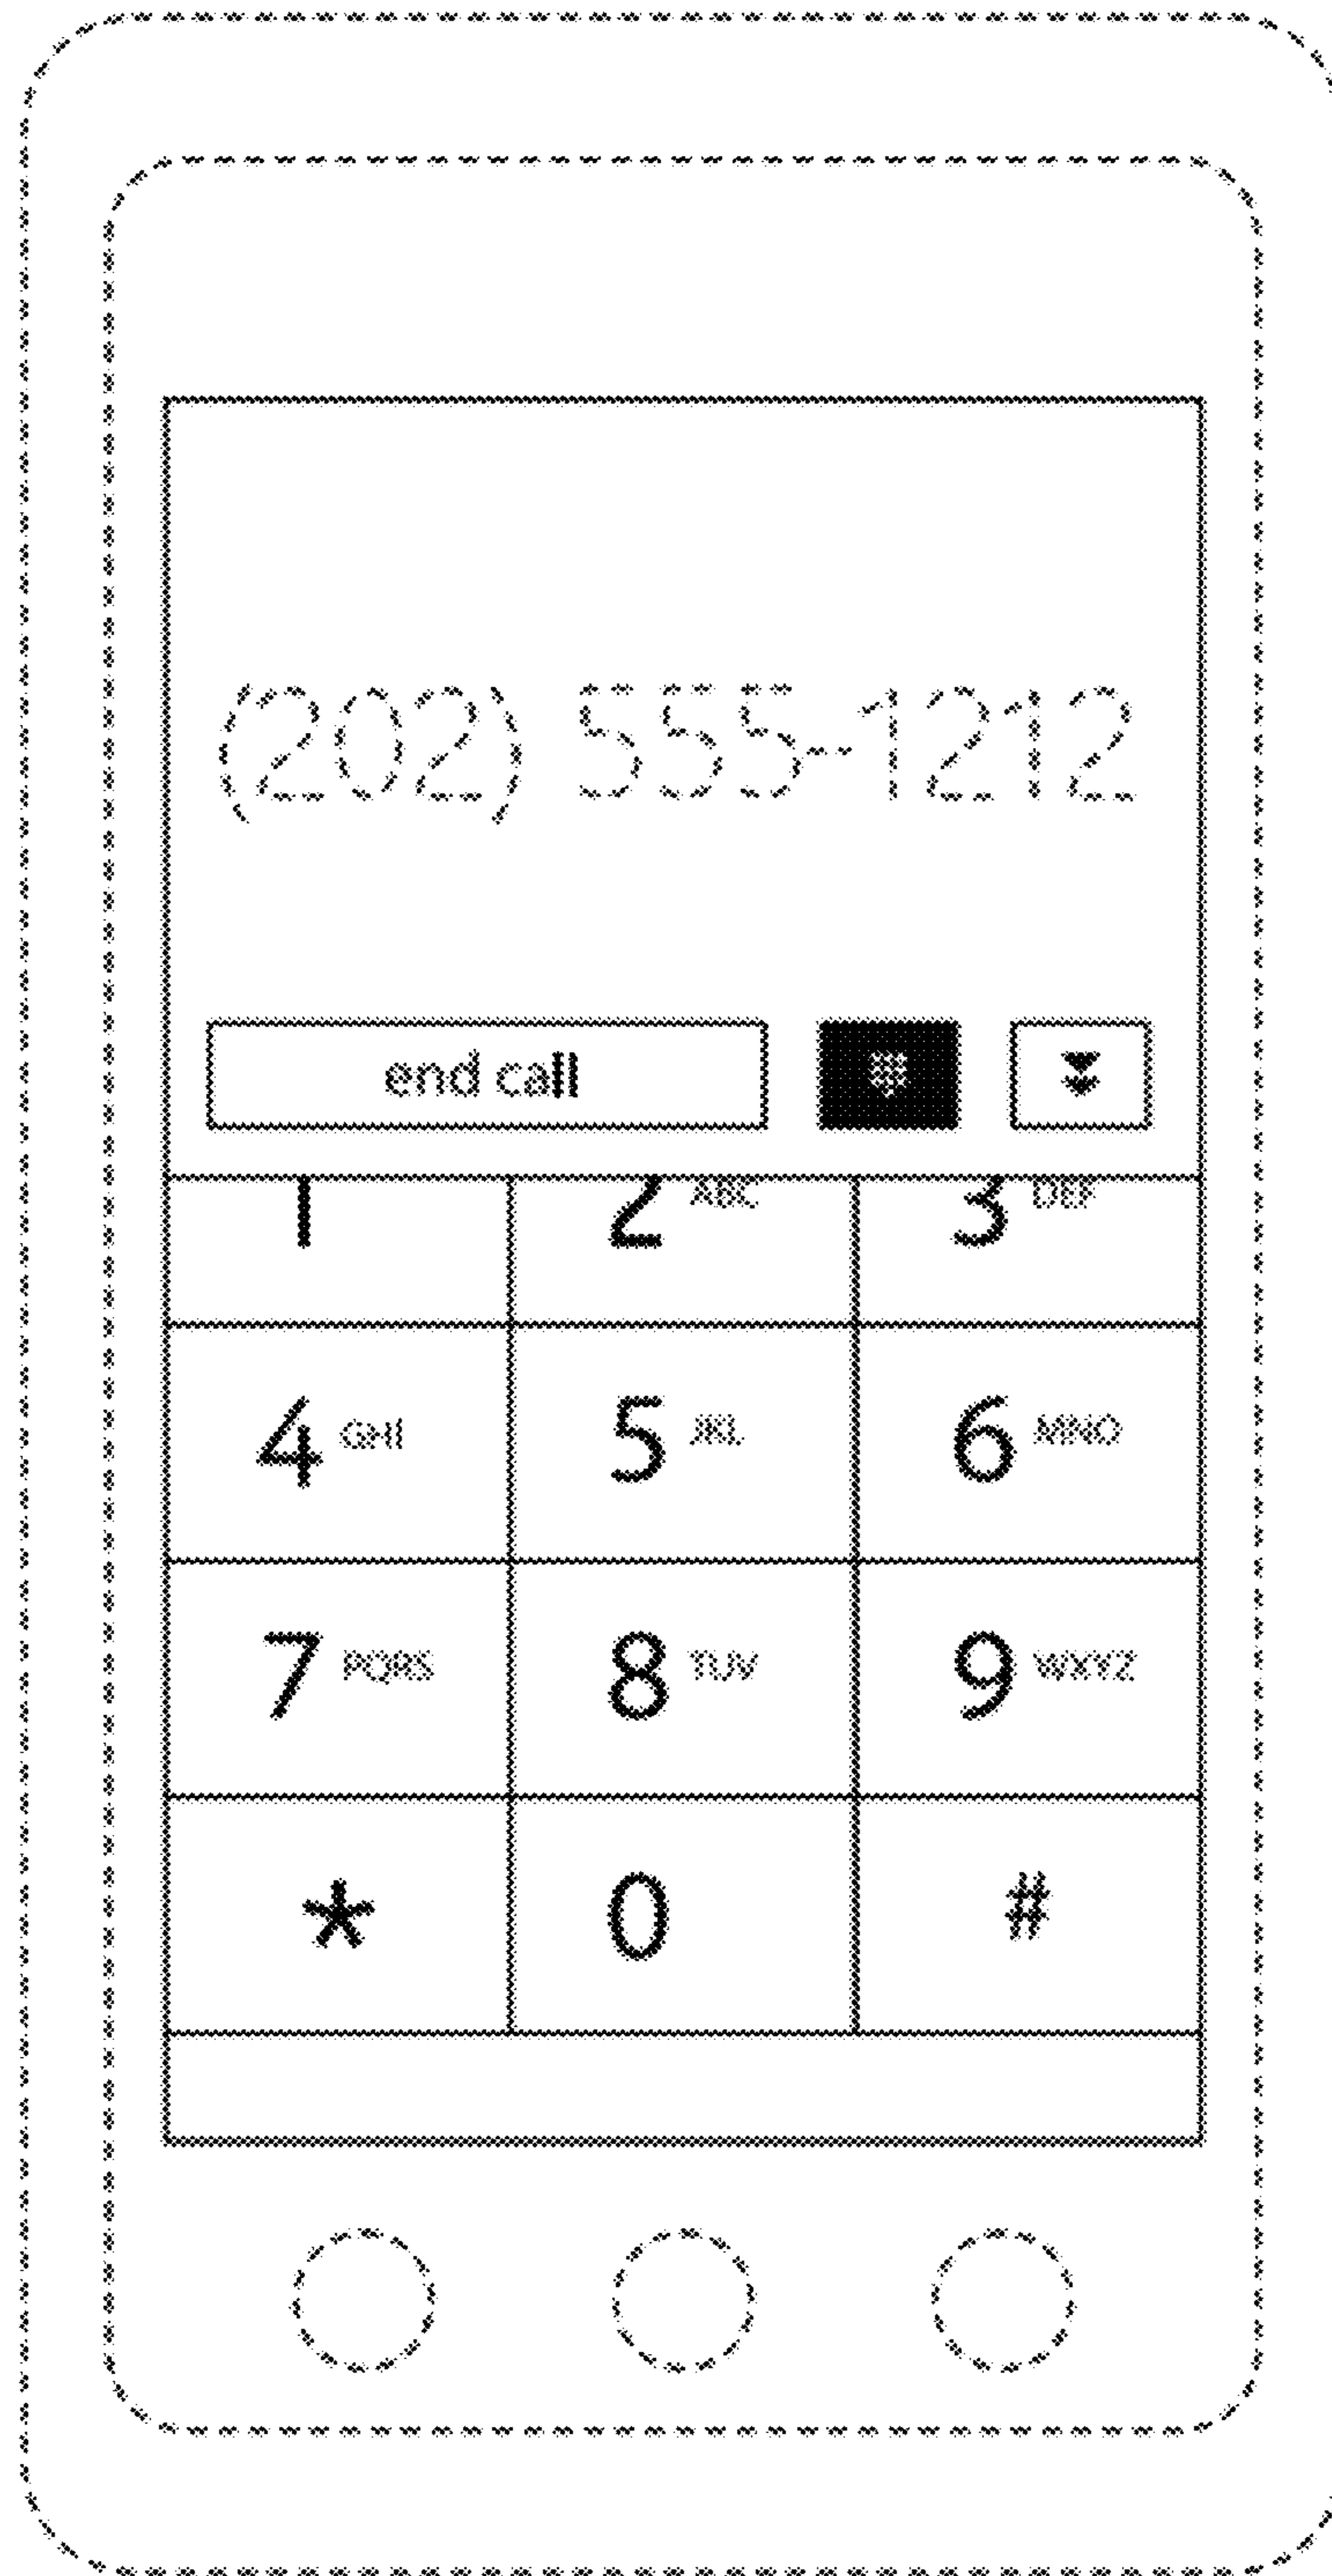 (202) 555-1212
end call
1 2 ABC 3 DEF
4 GHI 5 JKL 6 MNO
7 PQRS 8 TUV 9 WXYZ
* 0 #